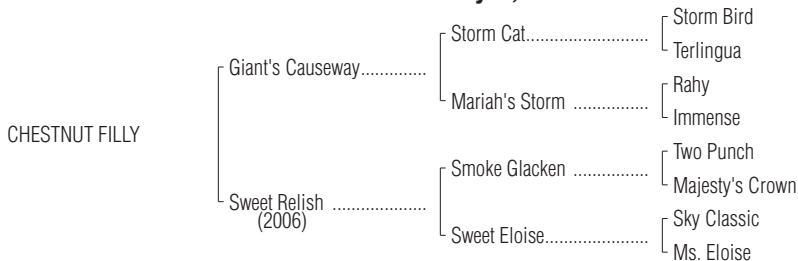 Storm Bird
Storm Cat........................
Terlingua
Giant's Causeway..............
Rahy
Mariah's Storm ................
Immense
CHESTNUT FILLY
Two Punch
Smoke Glacken ................
Majesty's Crown
Sweet Relish ....................
(2006)
Sky Classic
Sweet Eloise......................
Ms. Eloise